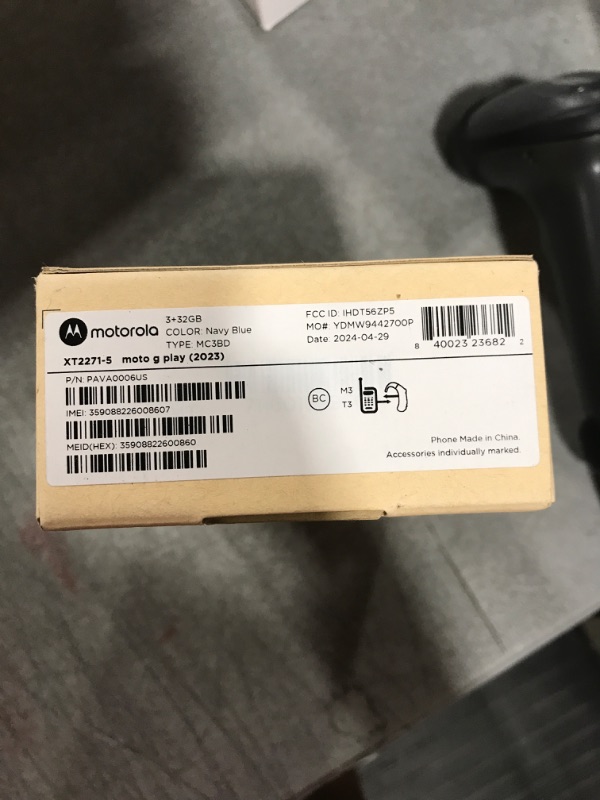 motorola
3+32GB
COLOR: Navy Blue
TYPE: MC3BD
XT2271-5 moto g play (2023)
FCC ID: IHDT56ZP5
MO# YDMW9442700P
Date: 2024-04-29
8 40023 23682 2
P/N: PAVA0006US
IMEI: 359088226008607
MEID(HEX): 35908822600860
BC
M3
T3
Phone Made in China.
Accessories individually marked.